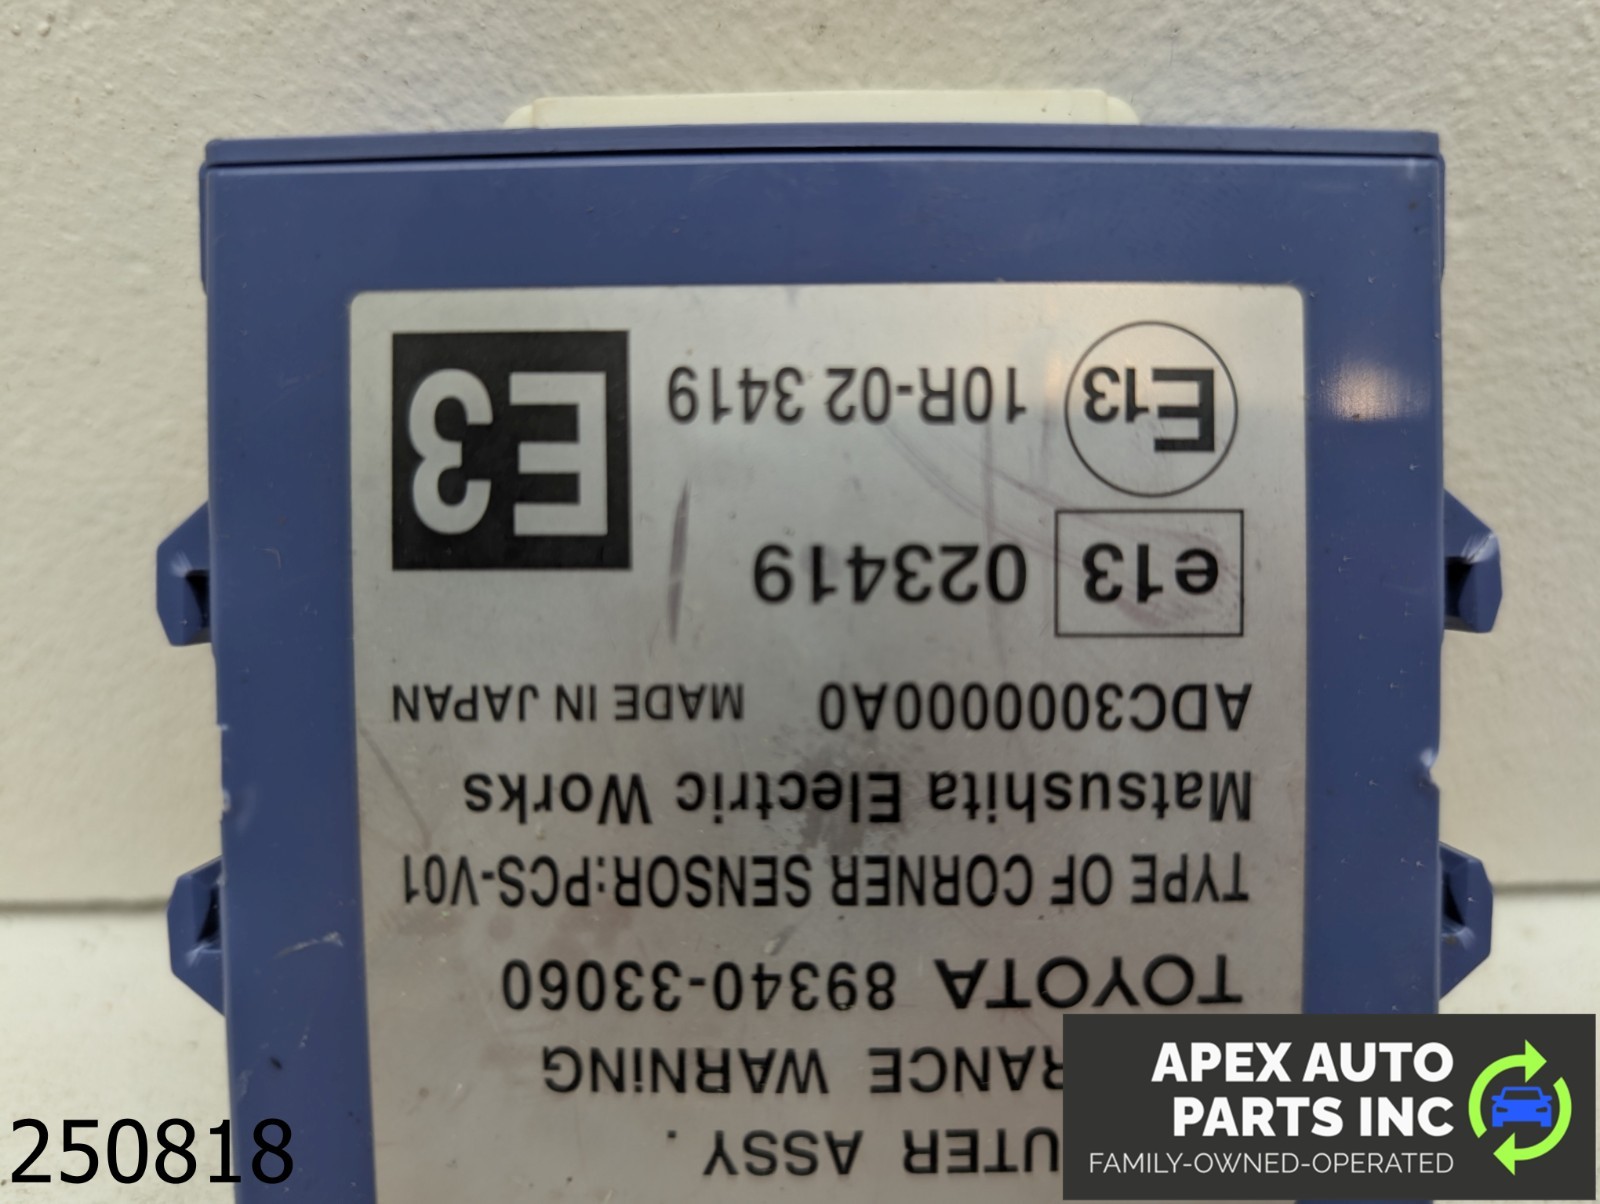 UTER ASSY.
RANCE WARNiNG
TOYOTA 89340-33060
TYPE OF CORNER SENSOR:PCS-V01
Matsushita Electric Works
ADC3000000A0 MADE IN JAPAN
e13 023419
E13 10R-02 3419
E3
250818
APEX AUTO
PARTS INC
FAMILY-OWNED-OPERATED